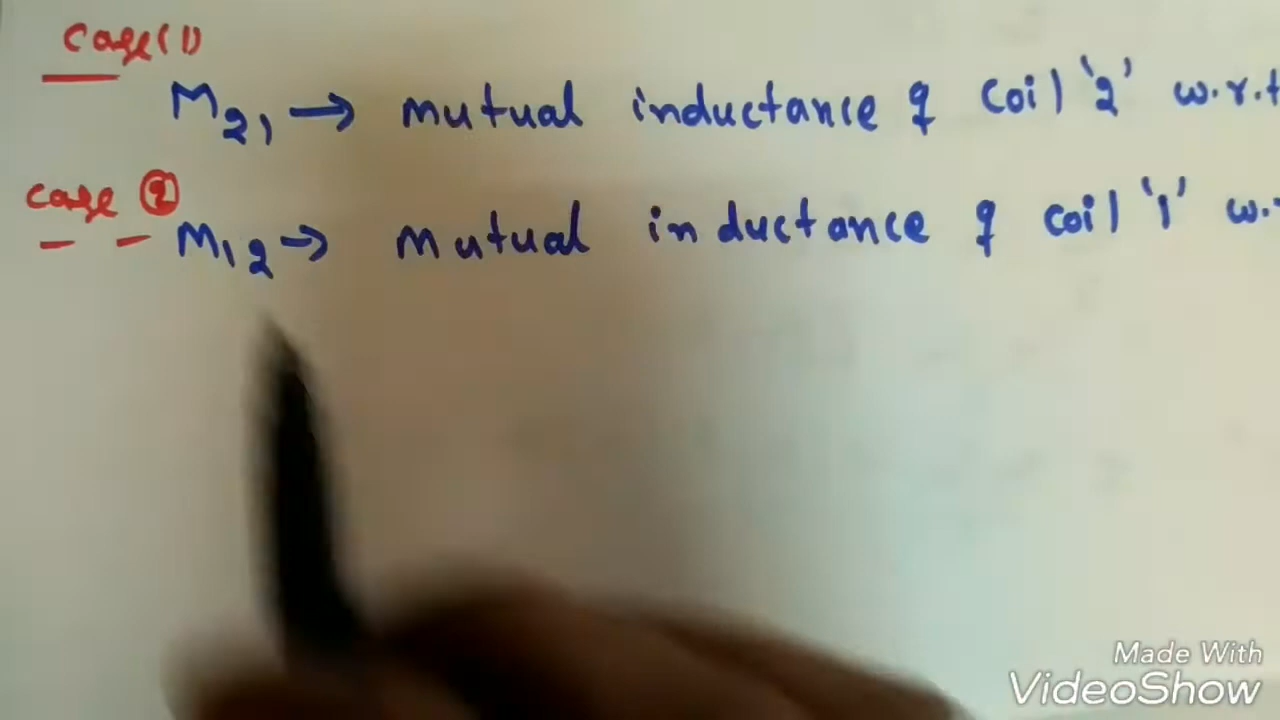 Case(1)
M21 → mutual inductance of coil '2' w.r.t
Case (2)
M12 → mutual inductance of coil '1' w.r
Made With
VideoShow